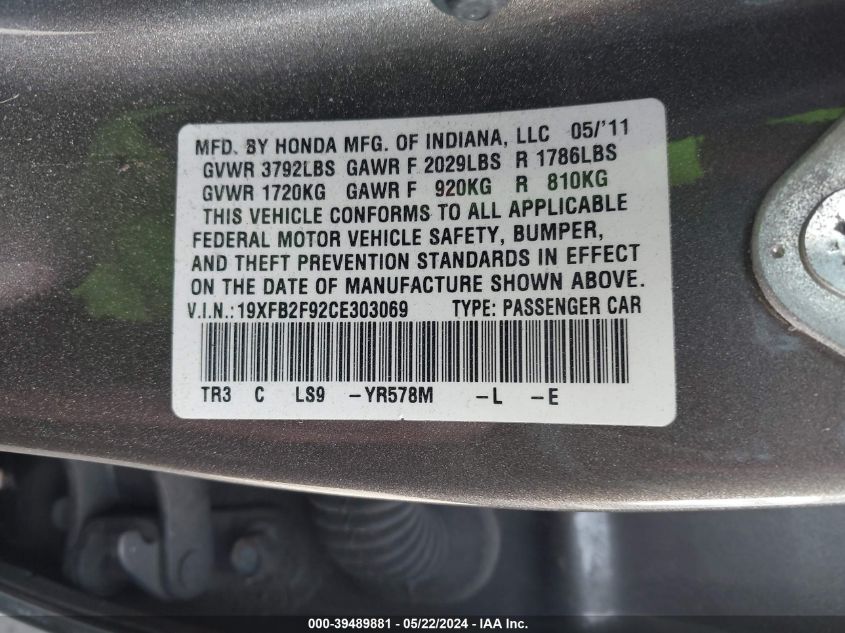 MFD. BY HONDA MFG. OF INDIANA, LLC 05/'11
GVWR 3792LBS GAWR F 2029LBS R 1786LBS
GVWR 1720KG GAWR F 920KG R 810KG
THIS VEHICLE CONFORMS TO ALL APPLICABLE
FEDERAL MOTOR VEHICLE SAFETY, BUMPER,
AND THEFT PREVENTION STANDARDS IN EFFECT
ON THE DATE OF MANUFACTURE SHOWN ABOVE.
V.I.N.:19XFB2F92CE303069 TYPE: PASSENGER CAR
TR3 C LS9 -YR578M -L -E
000-39489881 - 05/22/2024 - IAA Inc.